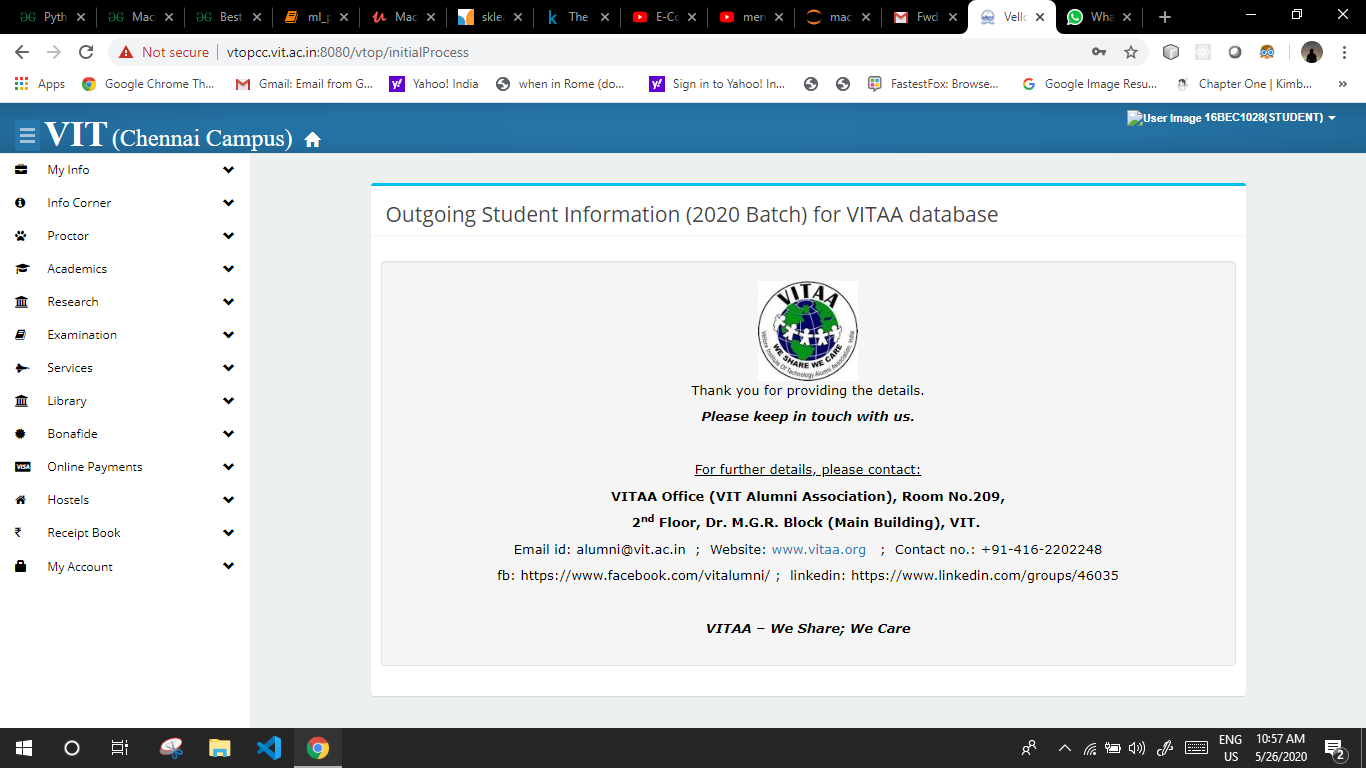 Pyth
Mac
Best
ml_p
Mac
sklea
The
E-Co
mer
mac
Fwd
Vello
Wha
Not secure | vtopcc.vit.ac.in:8080/vtop/initialProcess
Apps Google Chrome Th... Gmail: Email from G... Yahoo! India when in Rome (do... Sign in to Yahoo! In... FastestFox: Browse... Google Image Resu... Chapter One | Kimb... »
VIT (Chennai Campus)
User Image 16BEC1028(STUDENT)
My Info
Info Corner
Proctor
Academics
Research
Examination
Services
Library
Bonafide
Online Payments
Hostels
₹ Receipt Book
My Account
Outgoing Student Information (2020 Batch) for VITAA database
VITAA
WE SHARE WE CARE
Vellore Institute Of Technology Alumni Association, India
Thank you for providing the details.
Please keep in touch with us.
For further details, please contact:
VITAA Office (VIT Alumni Association), Room No.209,
2nd Floor, Dr. M.G.R. Block (Main Building), VIT.
Email id: alumni@vit.ac.in ; Website: www.vitaa.org ; Contact no.: +91-416-2202248
fb: https://www.facebook.com/vitalumni/ ; linkedin: https://www.linkedin.com/groups/46035
VITAA – We Share; We Care
ENG
US
10:57 AM
5/26/2020
2